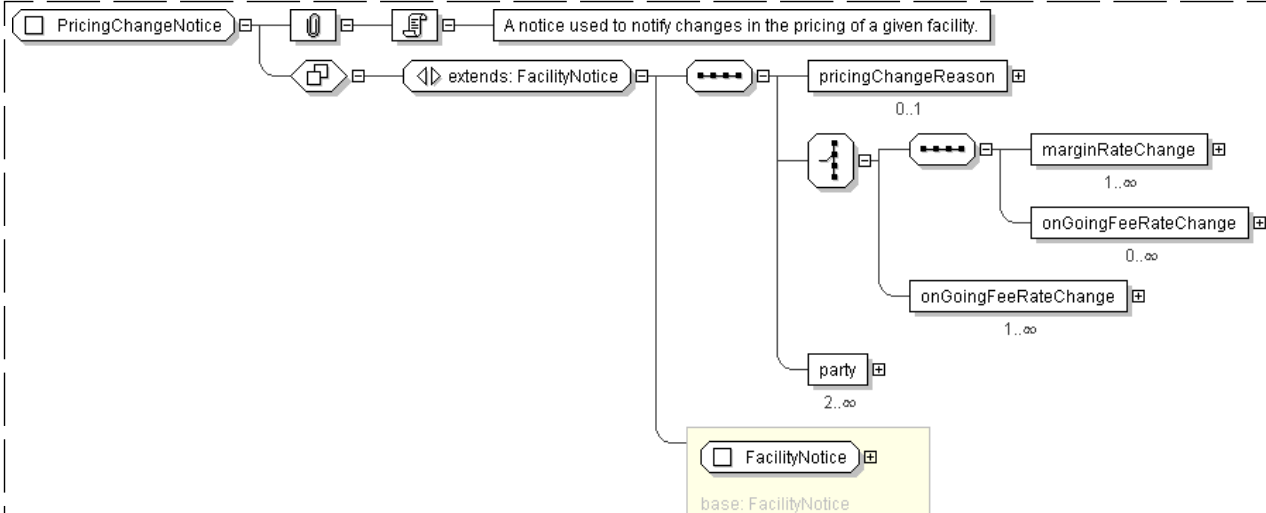 PricingChangeNotice
A notice used to notify changes in the pricing of a given facility.
extends: FacilityNotice
pricingChangeReason
0..1
marginRateChange
1..∞
onGoingFeeRateChange
0..∞
onGoingFeeRateChange
1..∞
party
2..∞
FacilityNotice
base: FacilityNotice